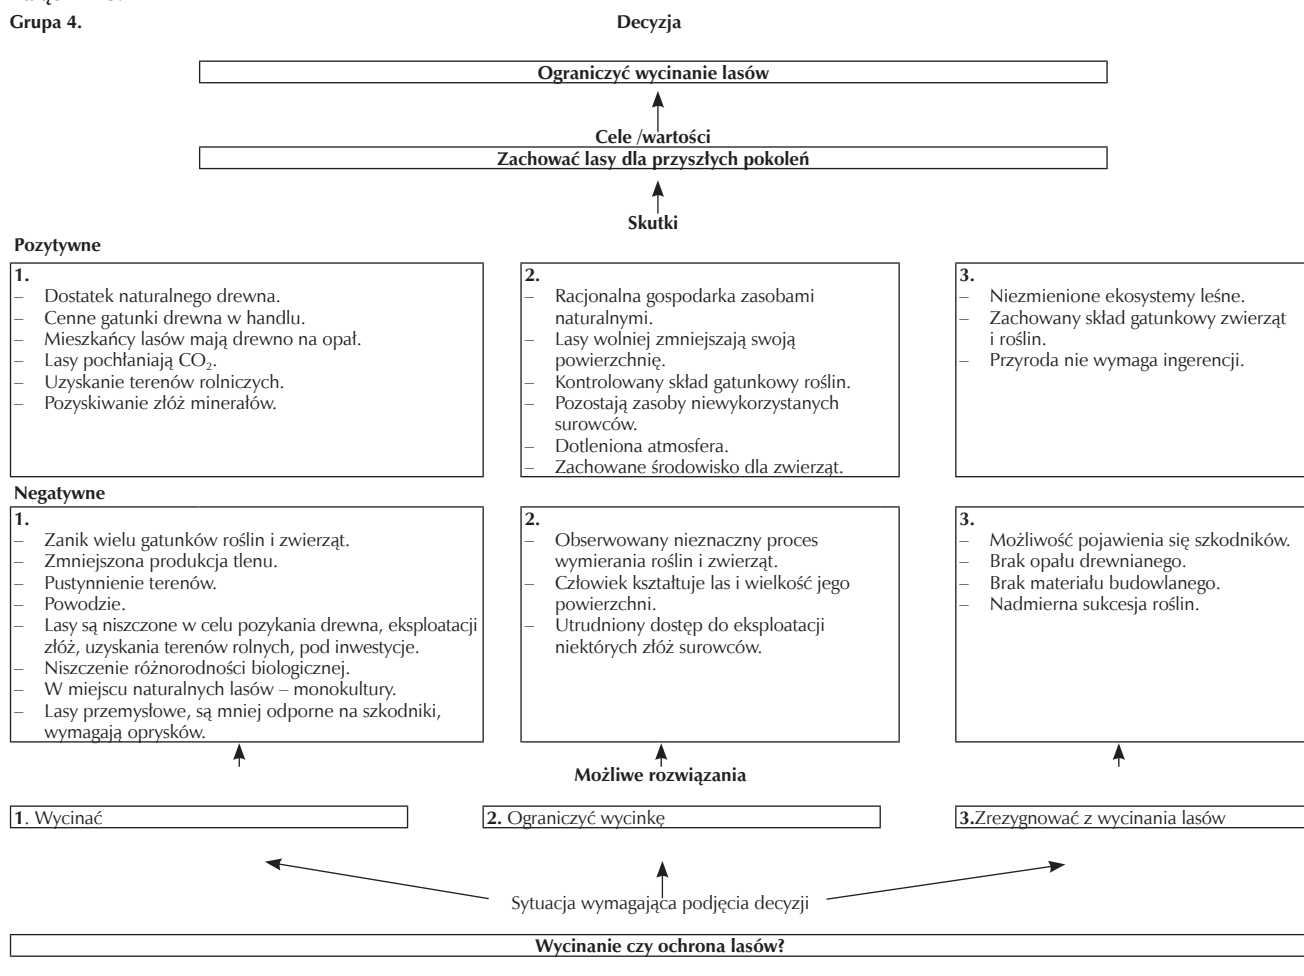 Grupa 4.
Decyzja
Ograniczyć wycinanie lasów
Cele /wartości
Zachować lasy dla przyszłych pokoleń
Skutki
Pozytywne
1.
– Dostatek naturalnego drewna.
– Cenne gatunki drewna w handlu.
– Mieszkańcy lasów mają drewno na opał.
– Lasy pochłaniają CO₂.
– Uzyskanie terenów rolniczych.
– Pozyskiwanie złóż minerałów.
2.
– Racjonalna gospodarka zasobami
naturalnymi.
– Lasy wolniej zmniejszają swoją
powierzchnię.
– Kontrolowany skład gatunkowy roślin.
– Pozostają zasoby niewykorzystanych
surowców.
– Dotleniona atmosfera.
– Zachowane środowisko dla zwierząt.
3.
– Niezmienione ekosystemy leśne.
– Zachowany skład gatunkowy zwierząt
i roślin.
– Przyroda nie wymaga ingerencji.
Negatywne
1.
– Zanik wielu gatunków roślin i zwierząt.
– Zmniejszona produkcja tlenu.
– Pustynnienie terenów.
– Powodzie.
– Lasy są niszczone w celu pozykania drewna, eksploatacji
złóż, uzyskania terenów rolnych, pod inwestycje.
– Niszczenie różnorodności biologicznej.
– W miejscu naturalnych lasów – monokultury.
– Lasy przemysłowe, są mniej odporne na szkodniki,
wymagają oprysków.
2.
– Obserwowany nieznaczny proces
wymierania roślin i zwierząt.
– Człowiek kształtuje las i wielkość jego
powierzchni.
– Utrudniony dostęp do eksploatacji
niektórych złóż surowców.
3.
– Możliwość pojawienia się szkodników.
– Brak opału drewnianego.
– Brak materiału budowlanego.
– Nadmierna sukcesja roślin.
Możliwe rozwiązania
1. Wycinać
2. Ograniczyć wycinkę
3.Zrezygnować z wycinania lasów
Sytuacja wymagająca podjęcia decyzji
Wycinanie czy ochrona lasów?